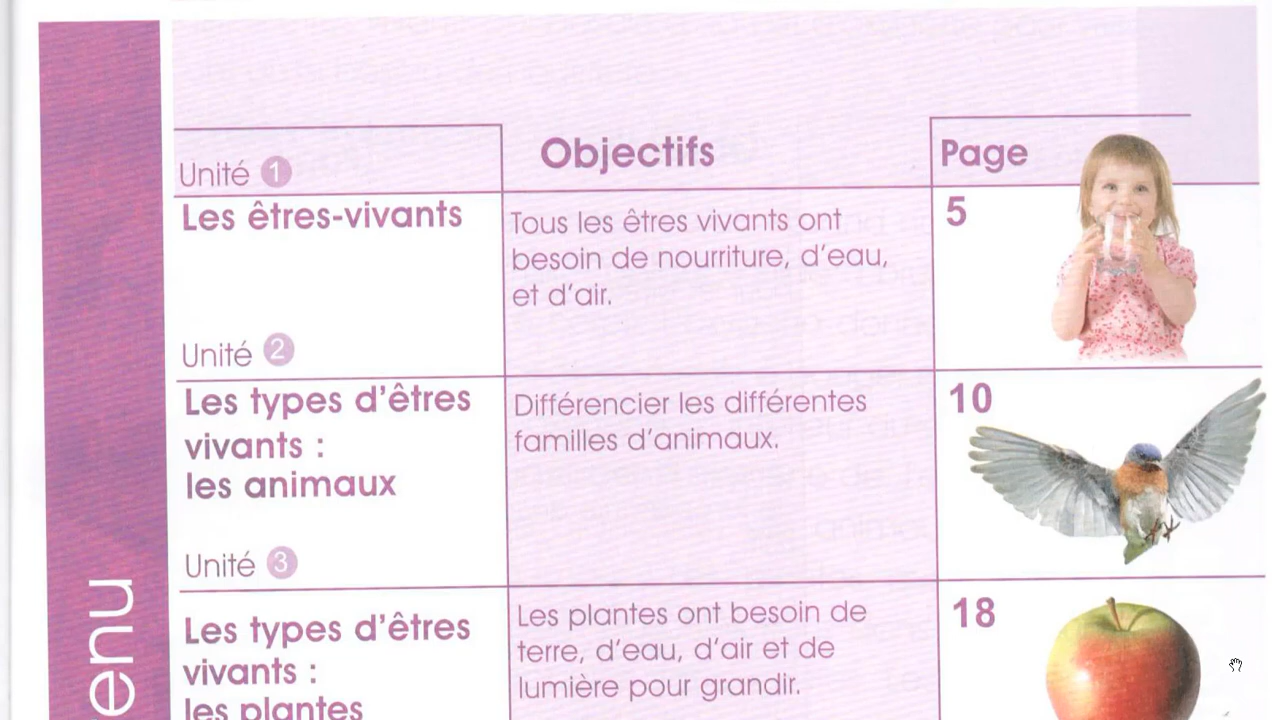 Objectifs
Page
Unité 1
Les êtres-vivants
Tous les êtres vivants ont
besoin de nourriture, d'eau,
et d'air.
5
Unité 2
Les types d'êtres
vivants :
les animaux
Différencier les différentes
familles d'animaux.
10
Unité 3
Les types d'êtres
vivants :
les plantes
Les plantes ont besoin de
terre, d'eau, d'air et de
lumière pour grandir.
18
enu